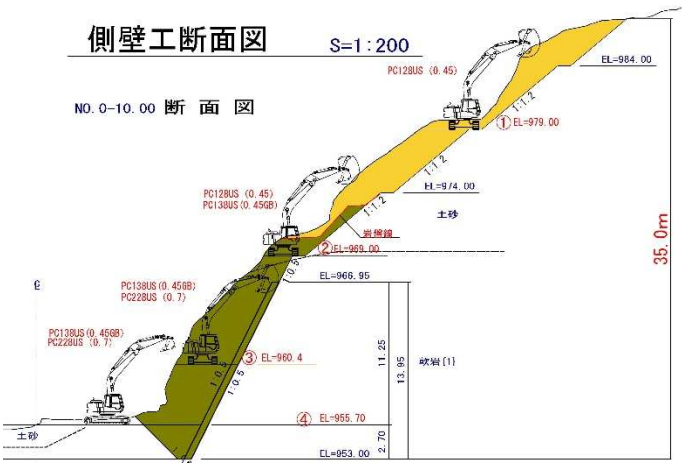 側壁工断面図 S=1:200
NO.0-10.00 断面図
PC128US (0.45)
EL=984.00
1:1.2
① EL=979.00
1:1.2
EL=974.00
PC128US (0.45)
PC138US(0.45GB)
1:1.2
土砂
岩盤線
35.0m
② EL=969.00
1:0.5
EL=966.95
PC138US(0.45GB)
PC228US (0.7)
PC138US(0.45GB)
PC228US (0.7)
11.25
13.95
軟岩[1]
③ EL=960.4
1:0.5
1:0.5
④ EL=955.70
土砂
2.70
EL=953.00